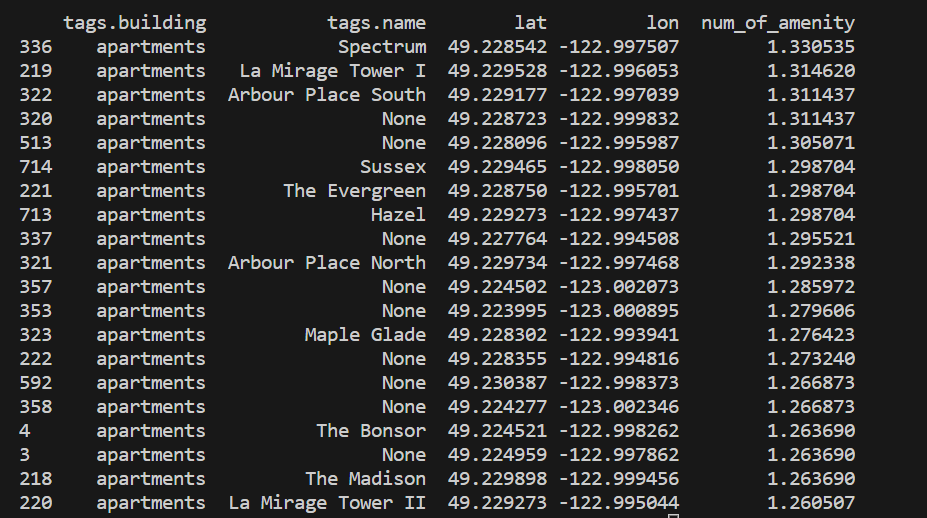 tags.building tags.name lat lon num_of_amenity
336 apartments Spectrum 49.228542 -122.997507 1.330535
219 apartments La Mirage Tower I 49.229528 -122.996053 1.314620
322 apartments Arbour Place South 49.229177 -122.997039 1.311437
320 apartments None 49.228723 -122.999832 1.311437
513 apartments None 49.228096 -122.995987 1.305071
714 apartments Sussex 49.229465 -122.998050 1.298704
221 apartments The Evergreen 49.228750 -122.995701 1.298704
713 apartments Hazel 49.229273 -122.997437 1.298704
337 apartments None 49.227764 -122.994508 1.295521
321 apartments Arbour Place North 49.229734 -122.997468 1.292338
357 apartments None 49.224502 -123.002073 1.285972
353 apartments None 49.223995 -123.000895 1.279606
323 apartments Maple Glade 49.228302 -122.993941 1.276423
222 apartments None 49.228355 -122.994816 1.273240
592 apartments None 49.230387 -122.998373 1.266873
358 apartments None 49.224277 -123.002346 1.266873
4 apartments The Bonsor 49.224521 -122.998262 1.263690
3 apartments None 49.224959 -122.997862 1.263690
218 apartments The Madison 49.229898 -122.999456 1.263690
220 apartments La Mirage Tower II 49.229273 -122.995044 1.260507